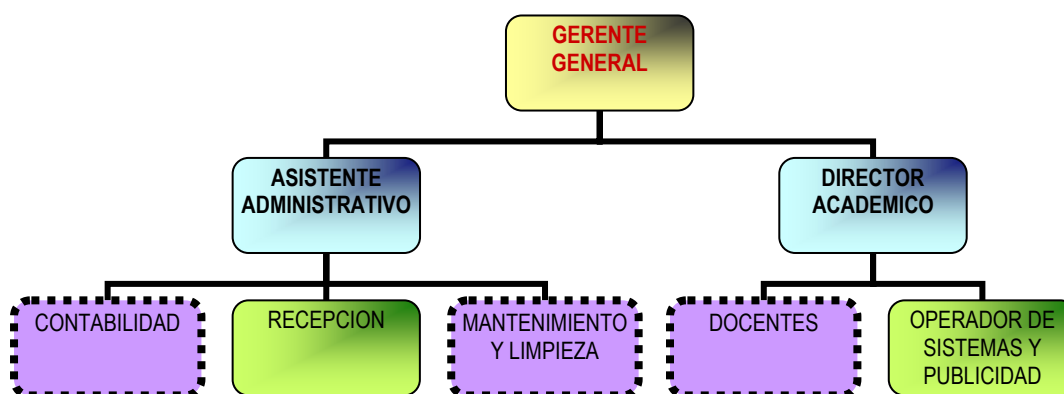 GERENTE
GENERAL
ASISTENTE
ADMINISTRATIVO
DIRECTOR
ACADEMICO
CONTABILIDAD
RECEPCION
MANTENIMIENTO
Y LIMPIEZA
DOCENTES
OPERADOR DE
SISTEMAS Y
PUBLICIDAD